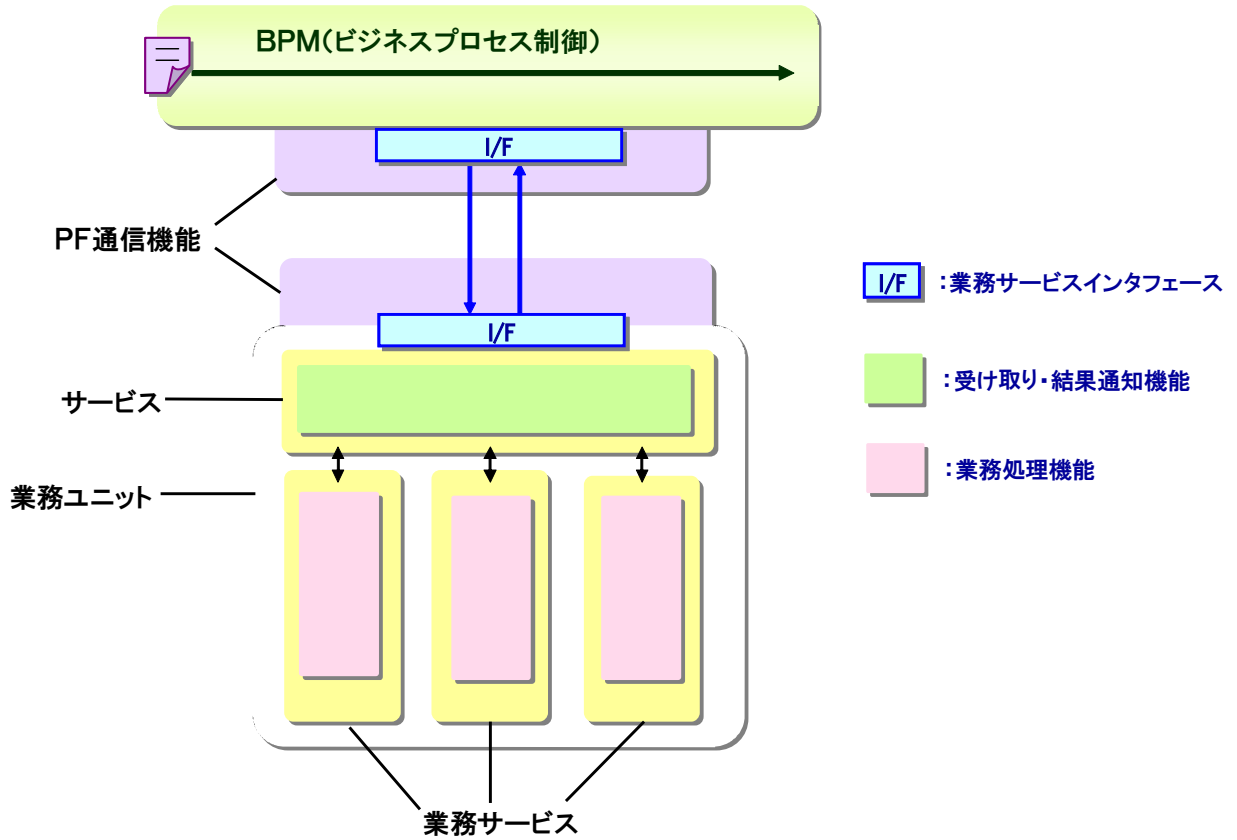 BPM(ビジネスプロセス制御)
I/F
PF通信機能
I/F :業務サービスインタフェース
I/F
:受け取り・結果通知機能
サービス
:業務処理機能
業務ユニット
業務サービス